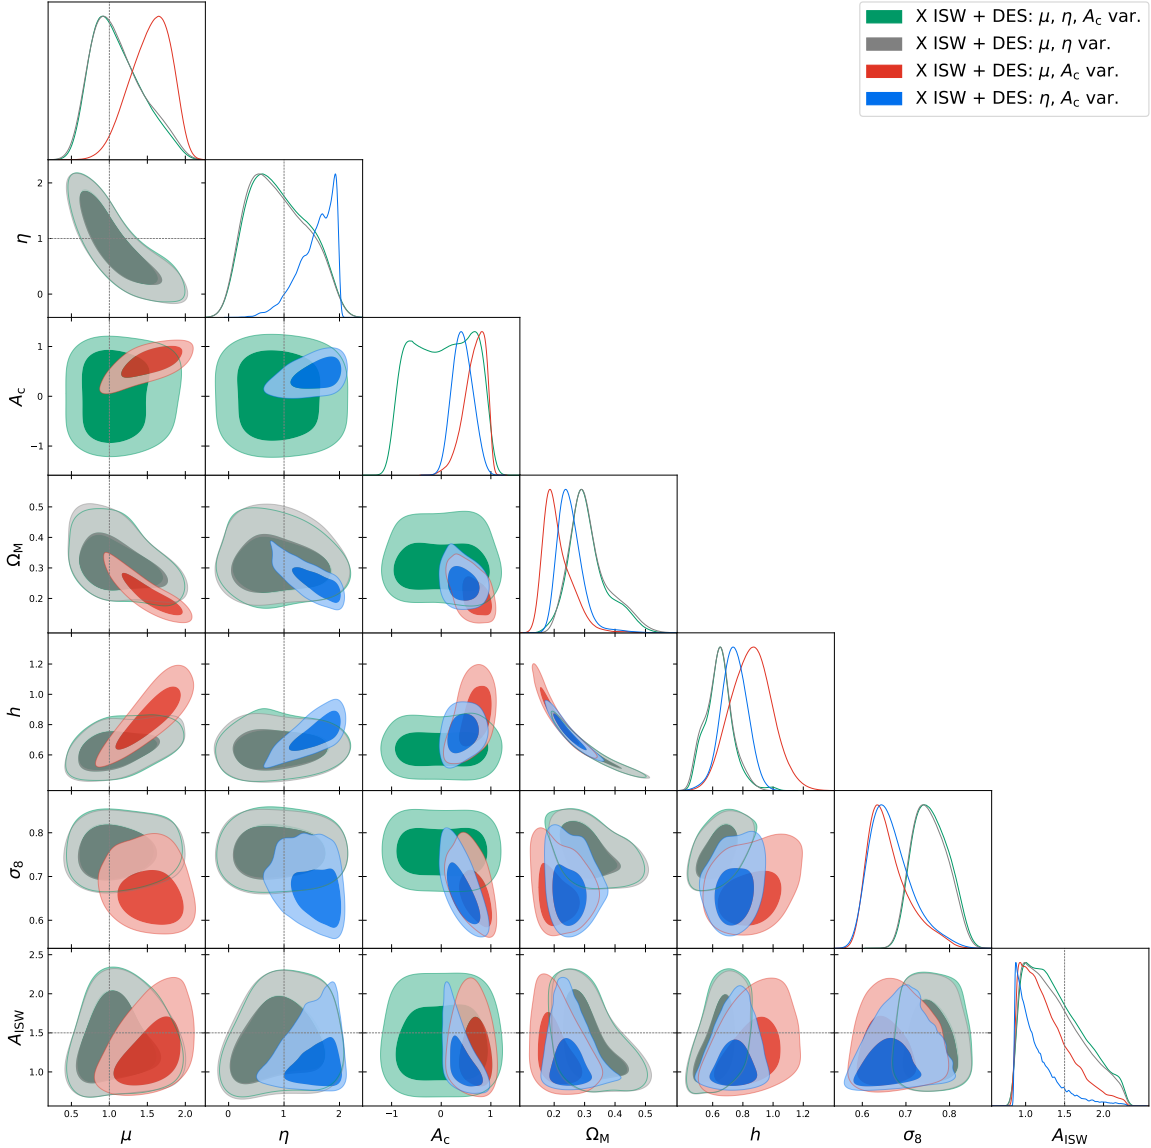 X ISW + DES: μ, η, A_c var.
X ISW + DES: μ, η var.
X ISW + DES: μ, A_c var.
X ISW + DES: η, A_c var.
2
η 1
0
1
A_c 0
−1
0.5
Ω_M 0.4
0.3
0.2
1.2
1.0
h 0.8
0.6
0.8
σ_8 0.7
0.6
2.5
2.0
A_ISW 1.5
1.0
0.5 1.0 1.5 2.0 0 1 2 −1 0 1 0.2 0.3 0.4 0.5 0.6 0.8 1.0 1.2 0.6 0.7 0.8 1.0 1.5 2.0
μ η A_c Ω_M h σ_8 A_ISW